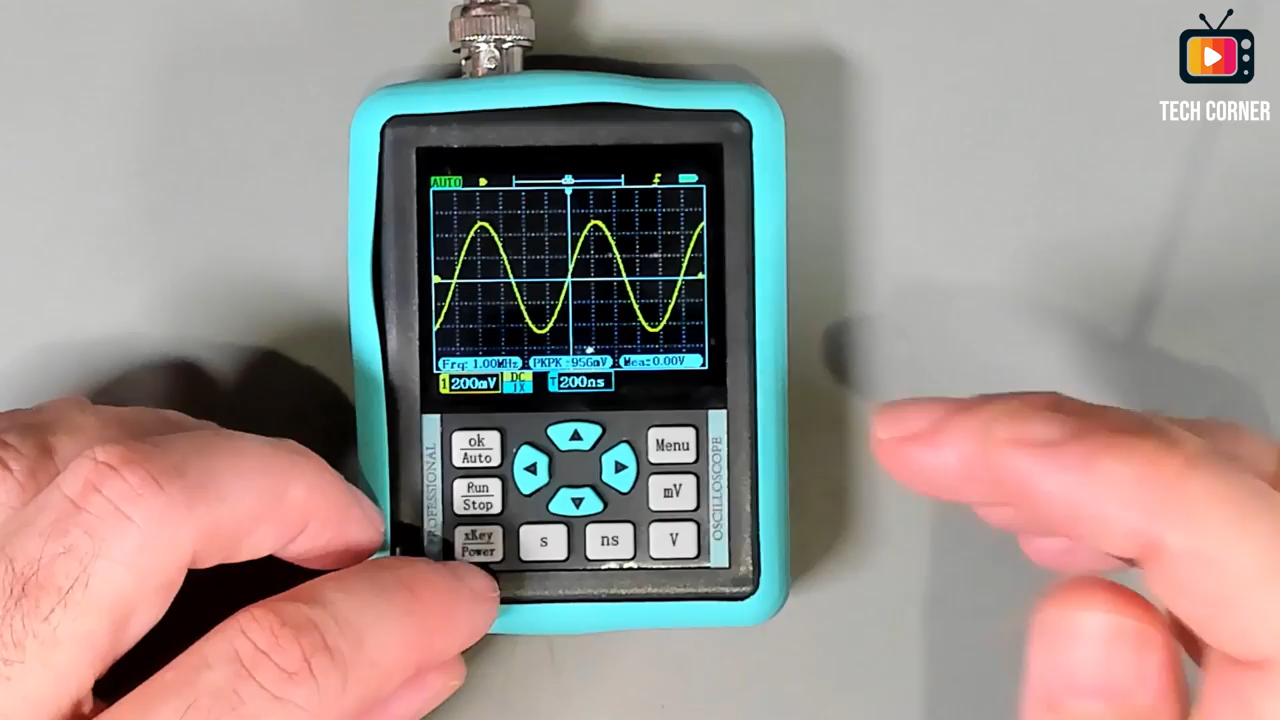 TECH CORNER
AUTO
Frq: 1.00MHz PKPK:956mV Mea:0.00V
1 200mV DC 1X T 200ns
ok
Auto
Menu
Run
Stop
mV
xKey
Power
s
ns
V
PROFESSIONAL
OSCILLOSCOPE